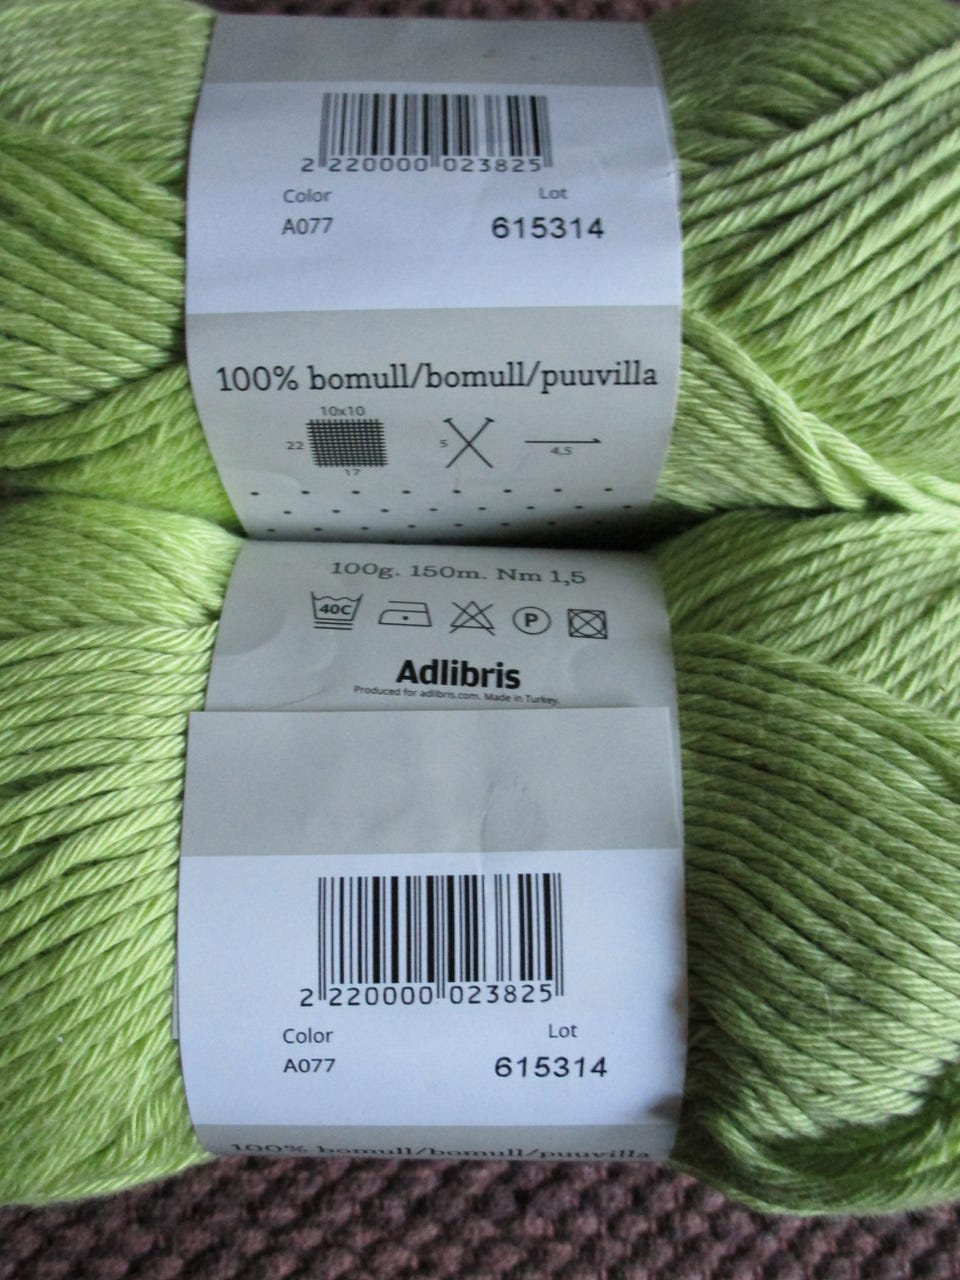 2 220000 023825
Color Lot
A077 615314
100% bomull/bomull/puuvilla
10x10
22 5 4,5
17
100g. 150m. Nm 1,5
40C P
Adlibris
Produced for adlibris.com. Made in Turkey.
2 220000 023825
Color Lot
A077 615314
100% bomull/bomull/puuvilla